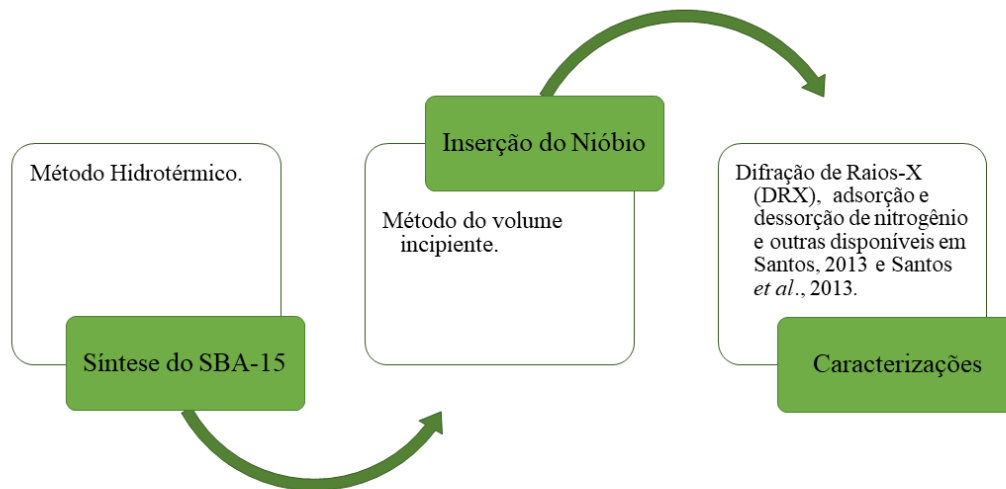 Método Hidrotérmico.
Síntese do SBA-15
Inserção do Nióbio
Método do volume
incipiente.
Difração de Raios-X
(DRX), adsorção e
dessorção de nitrogênio
e outras disponíveis em
Santos, 2013 e Santos
et al., 2013.
Caracterizações